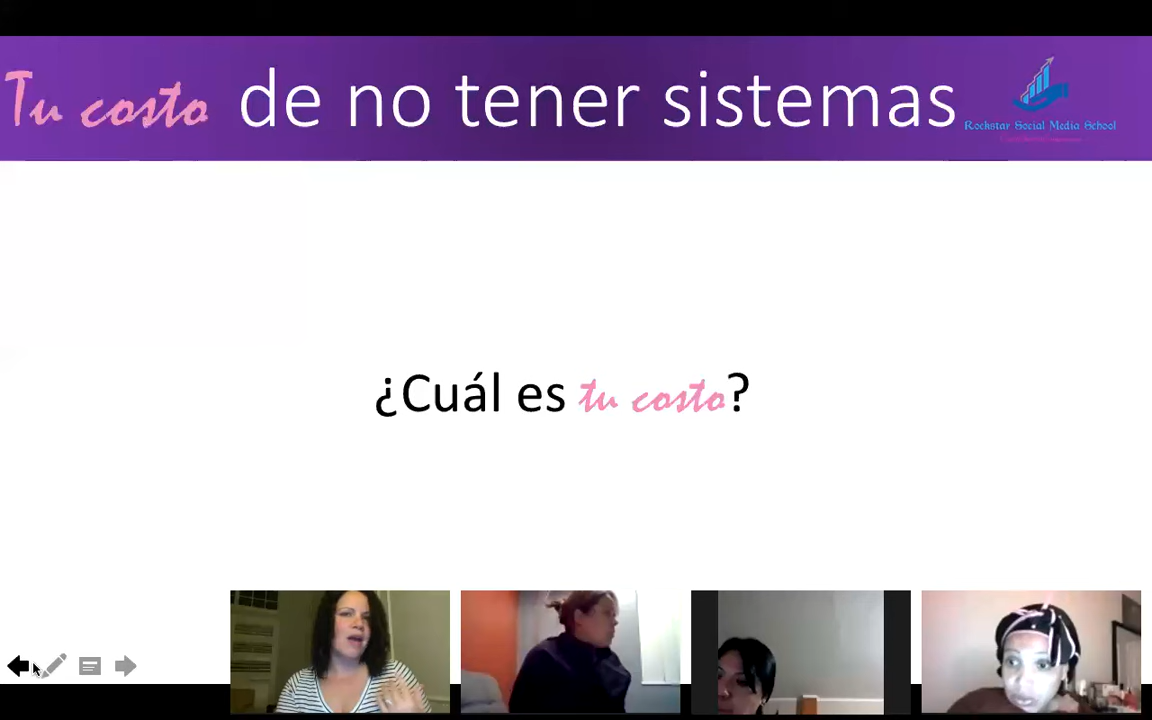 Tu costo de no tener sistemas
Rockstar Social Media School
¿Cuál es tu costo?